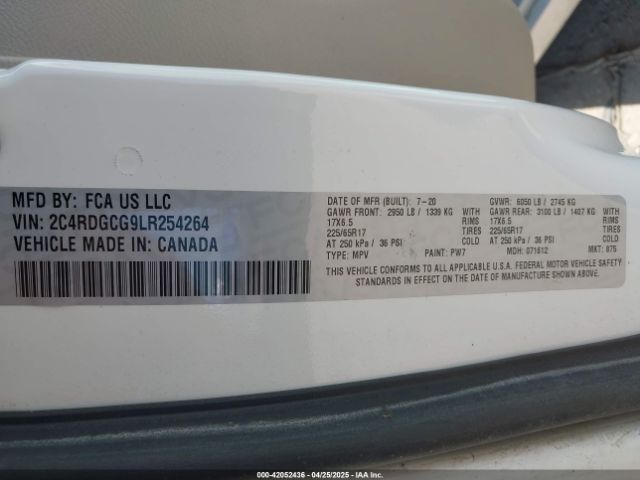 MFD BY: FCA US LLC
VIN: 2C4RDGCG9LR254264
VEHICLE MADE IN: CANADA
DATE OF MFR (BUILT): 7-20 GVWR: 6050 LB / 2745 KG
GAWR FRONT: 2950 LB / 1339 KG WITH GAWR REAR: 3100 LB / 1407 KG WITH
17X6.5 RIMS 17X6.5 RIMS
225/65R17 TIRES 225/65R17 TIRES
AT 250 kPa / 36 PSI COLD AT 250 kPa / 36 PSI COLD
TYPE: MPV PAINT: PW7 MDH: 071612 MKT: 875
THIS VEHICLE CONFORMS TO ALL APPLICABLE U.S.A. FEDERAL MOTOR VEHICLE SAFETY
STANDARDS IN EFFECT ON THE DATE OF MANUFACTURE SHOWN ABOVE.
000-42052436 - 04/25/2025 - IAA Inc.